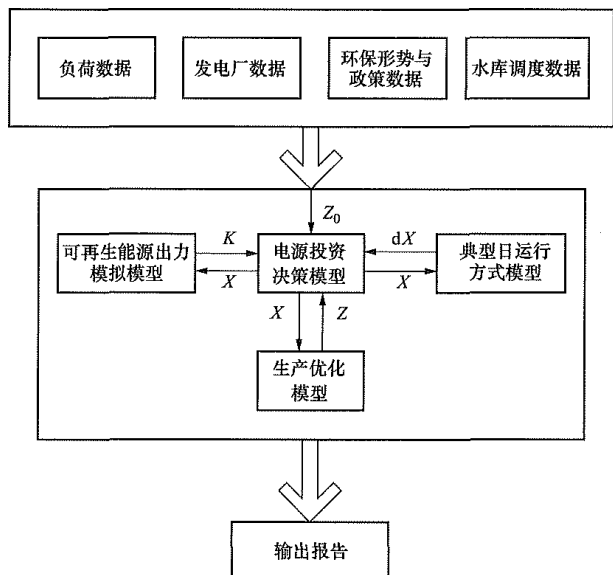 负荷数据
发电厂数据
环保形势与
政策数据
水库调度数据
Z₀
可再生能源出力
模拟模型
K
X
电源投资
决策模型
dX
X
典型日运行
方式模型
X
Z
生产优化
模型
输出报告